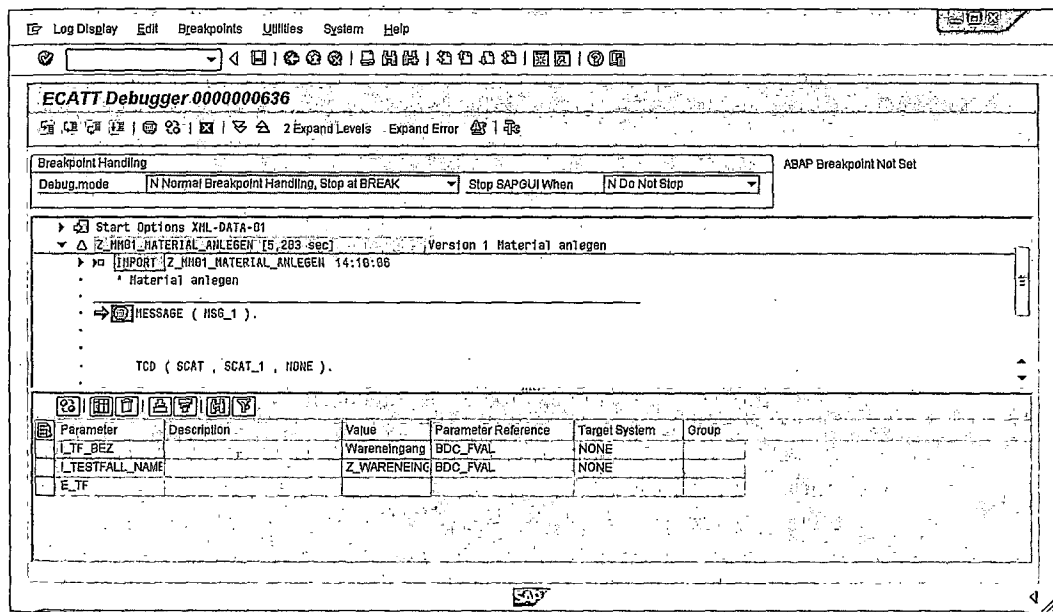 Log Display Edit Breakpoints Utilities System Help
ECATT Debugger 0000000636
2 Expand Levels Expand Error
Breakpoint Handling
ABAP Breakpoint Not Set
Debug.mode N Normal Breakpoint Handling, Stop at BREAK Stop SAPGUI When N Do Not Stop
Start Options XML-DATA-01
Z_MM01_MATERIAL_ANLEGEN [5,203 sec] Version 1 Material anlegen
IMPORT Z_MM01_MATERIAL_ANLEGEN 14:16:06
* Material anlegen
MESSAGE ( MSG_1 ).
TCD ( SCAT , SCAT_1 , NONE ).
Parameter Description Value Parameter Reference Target System Group
I_TF_BEZ Wareneingang BDC_FVAL NONE
I_TESTFALL_NAME Z_WARENEING BDC_FVAL NONE
E_TF
SAP